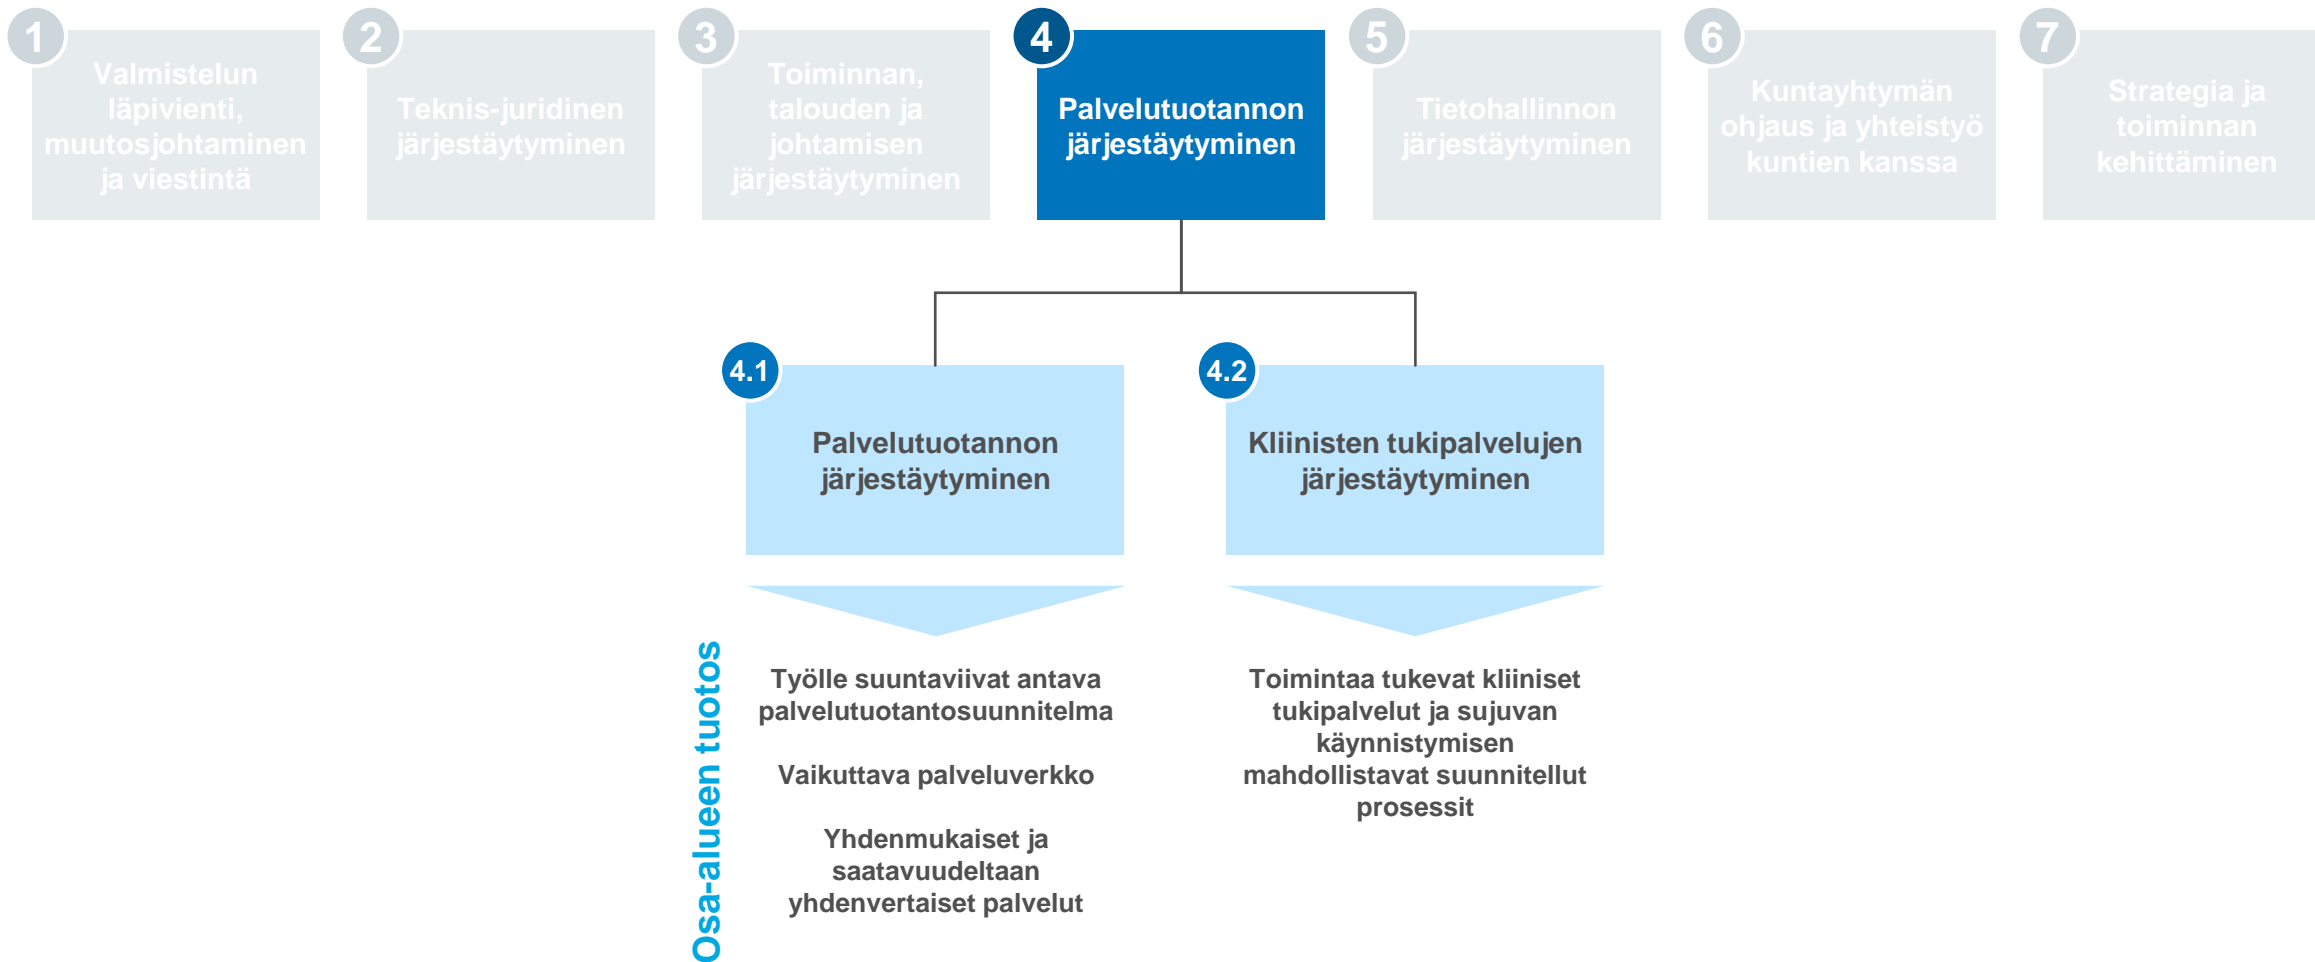 1
Valmistelun
läpivienti,
muutosjohtaminen
ja viestintä
2
Teknis-juridinen
järjestäytyminen
3
Toiminnan,
talouden ja
johtamisen
järjestäytyminen
4
Palvelutuotannon
järjestäytyminen
5
Tietohallinnon
järjestäytyminen
6
Kuntayhtymän
ohjaus ja yhteistyö
kuntien kanssa
7
Strategia ja
toiminnan
kehittäminen
4.1
Palvelutuotannon
järjestäytyminen
4.2
Kliinisten tukipalvelujen
järjestäytyminen
Osa-alueen tuotos
Työlle suuntaviivat antava
palvelutuotantosuunnitelma
Vaikuttava palveluverkko
Yhdenmukaiset ja
saatavuudeltaan
yhdenvertaiset palvelut
Toimintaa tukevat kliiniset
tukipalvelut ja sujuvan
käynnistymisen
mahdollistavat suunnitellut
prosessit